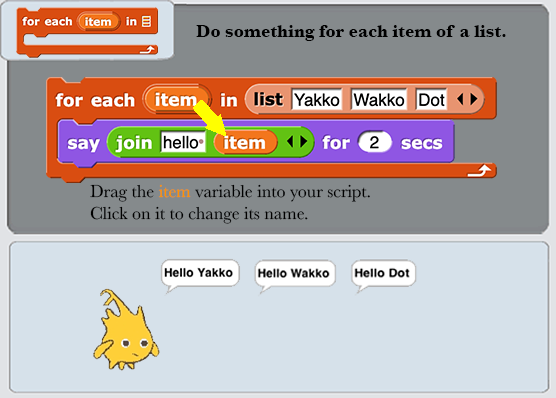 for each item in
Do something for each item of a list.
for each item in list Yakko Wakko Dot
say join hello item for 2 secs
Drag the item variable into your script.
Click on it to change its name.
Hello Yakko Hello Wakko Hello Dot